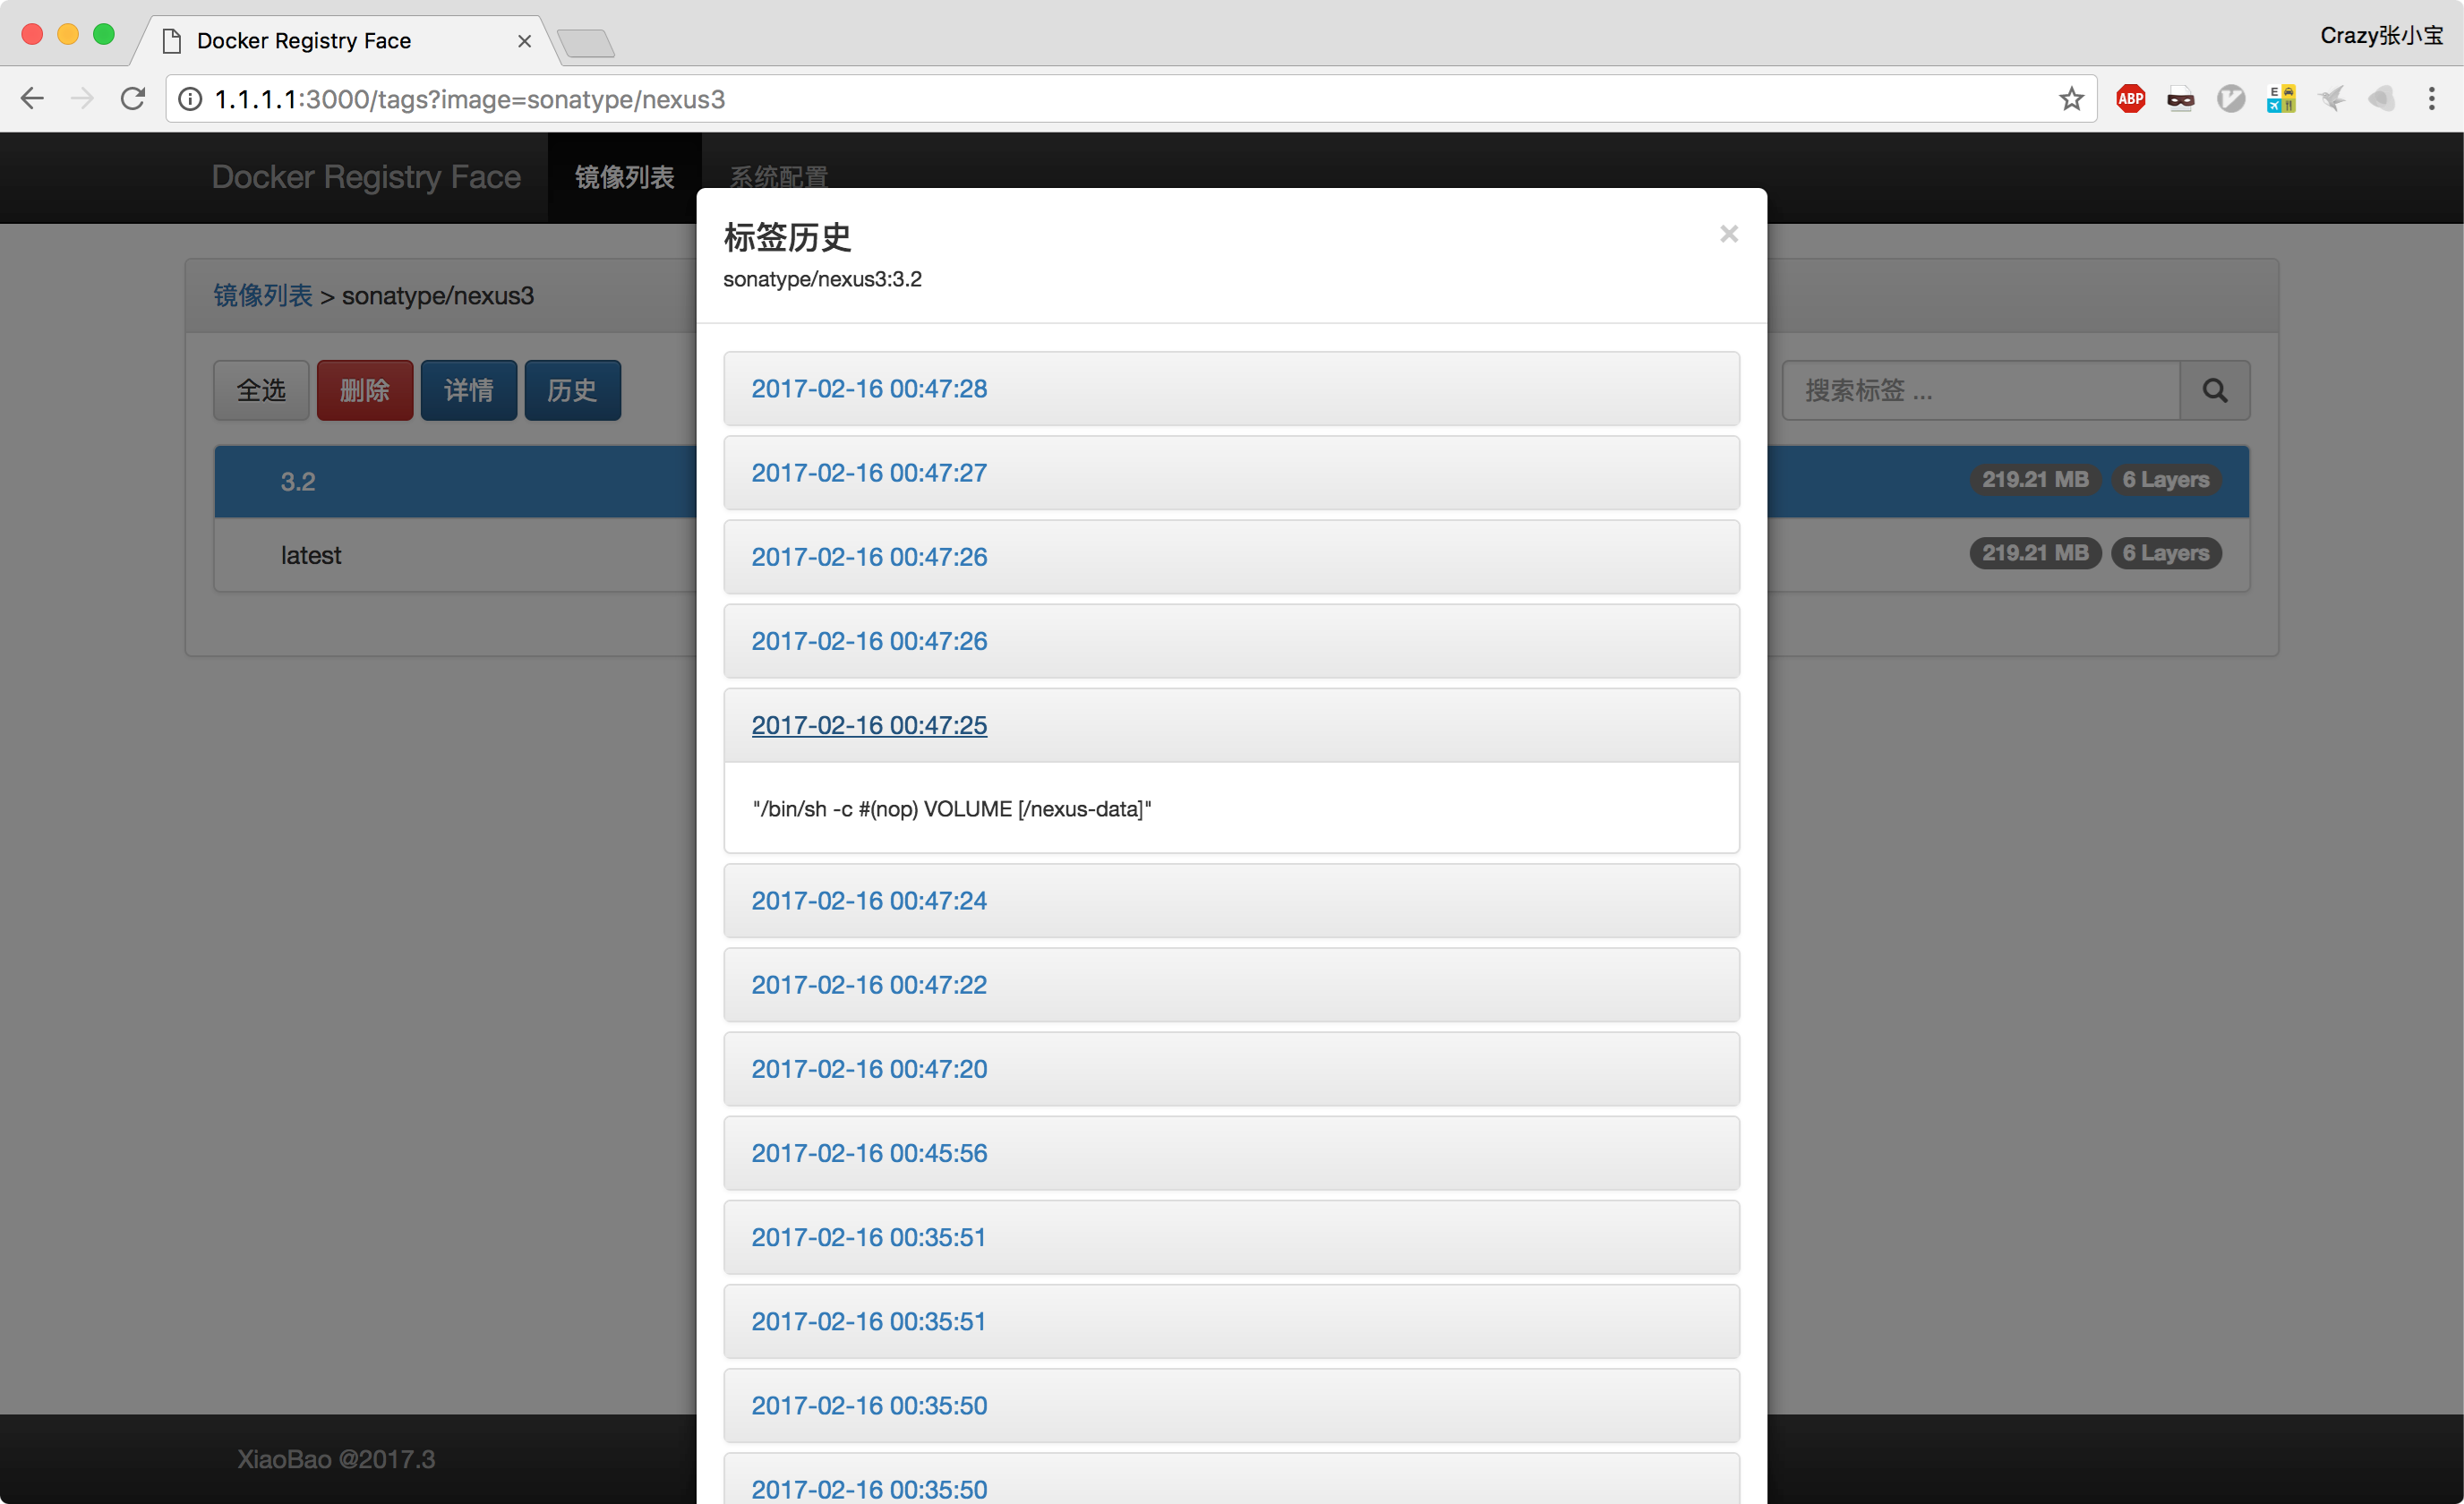 Docker Registry Face
Crazy张小宝
1.1.1.1:3000/tags?image=sonatype/nexus3
ABP
E
Docker Registry Face
镜像列表
系统配置
镜像列表 > sonatype/nexus3
全选
删除
详情
历史
搜索标签 ...
3.2
219.21 MB
6 Layers
latest
219.21 MB
6 Layers
标签历史
×
sonatype/nexus3:3.2
2017-02-16 00:47:28
2017-02-16 00:47:27
2017-02-16 00:47:26
2017-02-16 00:47:26
2017-02-16 00:47:25
"/bin/sh -c #(nop) VOLUME [/nexus-data]"
2017-02-16 00:47:24
2017-02-16 00:47:22
2017-02-16 00:47:20
2017-02-16 00:45:56
2017-02-16 00:35:51
2017-02-16 00:35:51
2017-02-16 00:35:50
2017-02-16 00:35:50
XiaoBao @2017.3